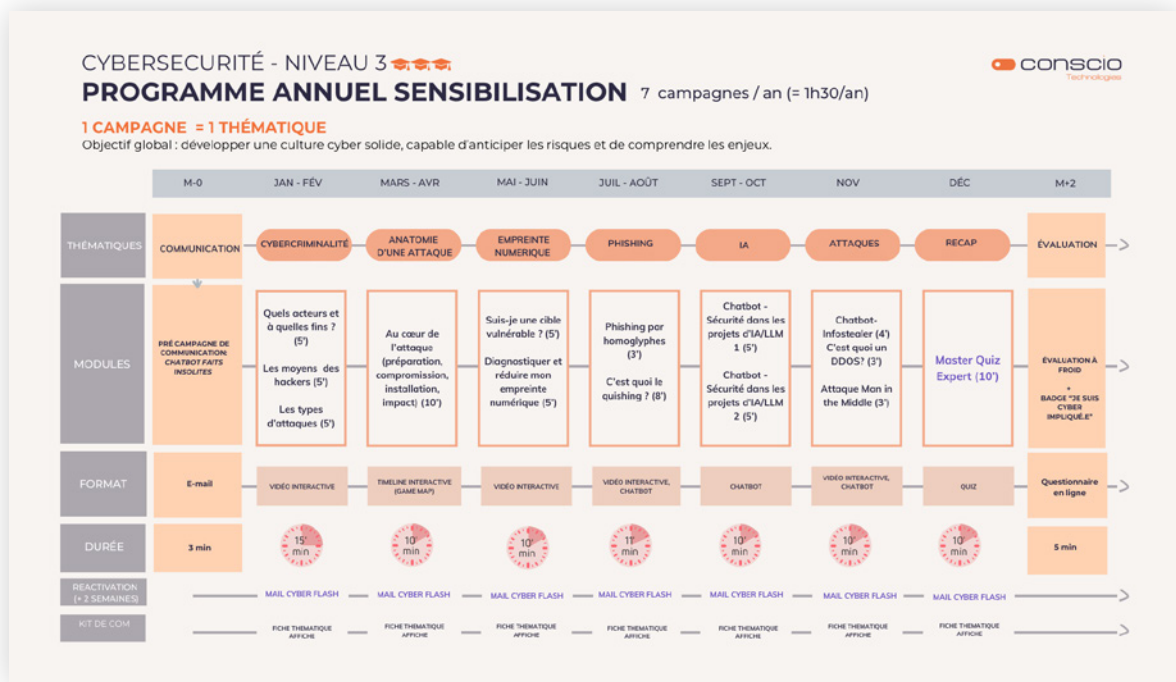 CYBERSECURITÉ - NIVEAU 3
conscio
Technologies
PROGRAMME ANNUEL SENSIBILISATION 7 campagnes / an (= 1h30/an)
1 CAMPAGNE = 1 THÉMATIQUE
Objectif global : développer une culture cyber solide, capable d'anticiper les risques et de comprendre les enjeux.
M-0
JAN - FÉV
MARS - AVR
MAI - JUIN
JUIL - AOÛT
SEPT - OCT
NOV
DÉC
M+2
THÉMATIQUES
COMMUNICATION
CYBERCRIMINALITÉ
ANATOMIE
D'UNE ATTAQUE
EMPREINTE
NUMERIQUE
PHISHING
IA
ATTAQUES
RECAP
ÉVALUATION
MODULES
PRÉ CAMPAGNE DE
COMMUNICATION:
CHATBOT FAITS
INSOLITES
Quels acteurs et
à quelles fins ?
(5')
Les moyens des
hackers (5')
Les types
d'attaques (5')
Au cœur de
l'attaque
(préparation,
compromission,
installation,
impact) (10')
Suis-je une cible
vulnérable ? (5')
Diagnostiquer et
réduire mon
empreinte
numérique (5')
Phishing par
homoglyphes
(3')
C'est quoi le
quishing ? (8')
Chatbot -
Sécurité dans les
projets d'IA/LLM
1 (5')
Chatbot -
Sécurité dans les
projets d'IA/LLM
2 (5')
Chatbot-
Infostealer (4')
C'est quoi un
DDOS? (3')
Attaque Man in
the Middle (3')
Master Quiz
Expert (10')
ÉVALUATION À
FROID
+
BADGE "JE SUIS
CYBER
IMPLIQUÉ.E"
FORMAT
E-mail
VIDÉO INTERACTIVE
TIMELINE INTERACTIVE
(GAME MAP)
VIDÉO INTERACTIVE
VIDÉO INTERACTIVE,
CHATBOT
CHATBOT
VIDÉO INTERACTIVE,
CHATBOT
QUIZ
Questionnaire
en ligne
DURÉE
3 min
15'
min
10'
min
10'
min
11'
min
10'
min
10'
min
10'
min
5 min
REACTIVATION
(+ 2 SEMAINES)
MAIL CYBER FLASH
MAIL CYBER FLASH
MAIL CYBER FLASH
MAIL CYBER FLASH
MAIL CYBER FLASH
MAIL CYBER FLASH
MAIL CYBER FLASH
KIT DE COM
FICHE THEMATIQUE
AFFICHE
FICHE THEMATIQUE
AFFICHE
FICHE THEMATIQUE
AFFICHE
FICHE THEMATIQUE
AFFICHE
FICHE THEMATIQUE
AFFICHE
FICHE THEMATIQUE
AFFICHE
FICHE THEMATIQUE
AFFICHE